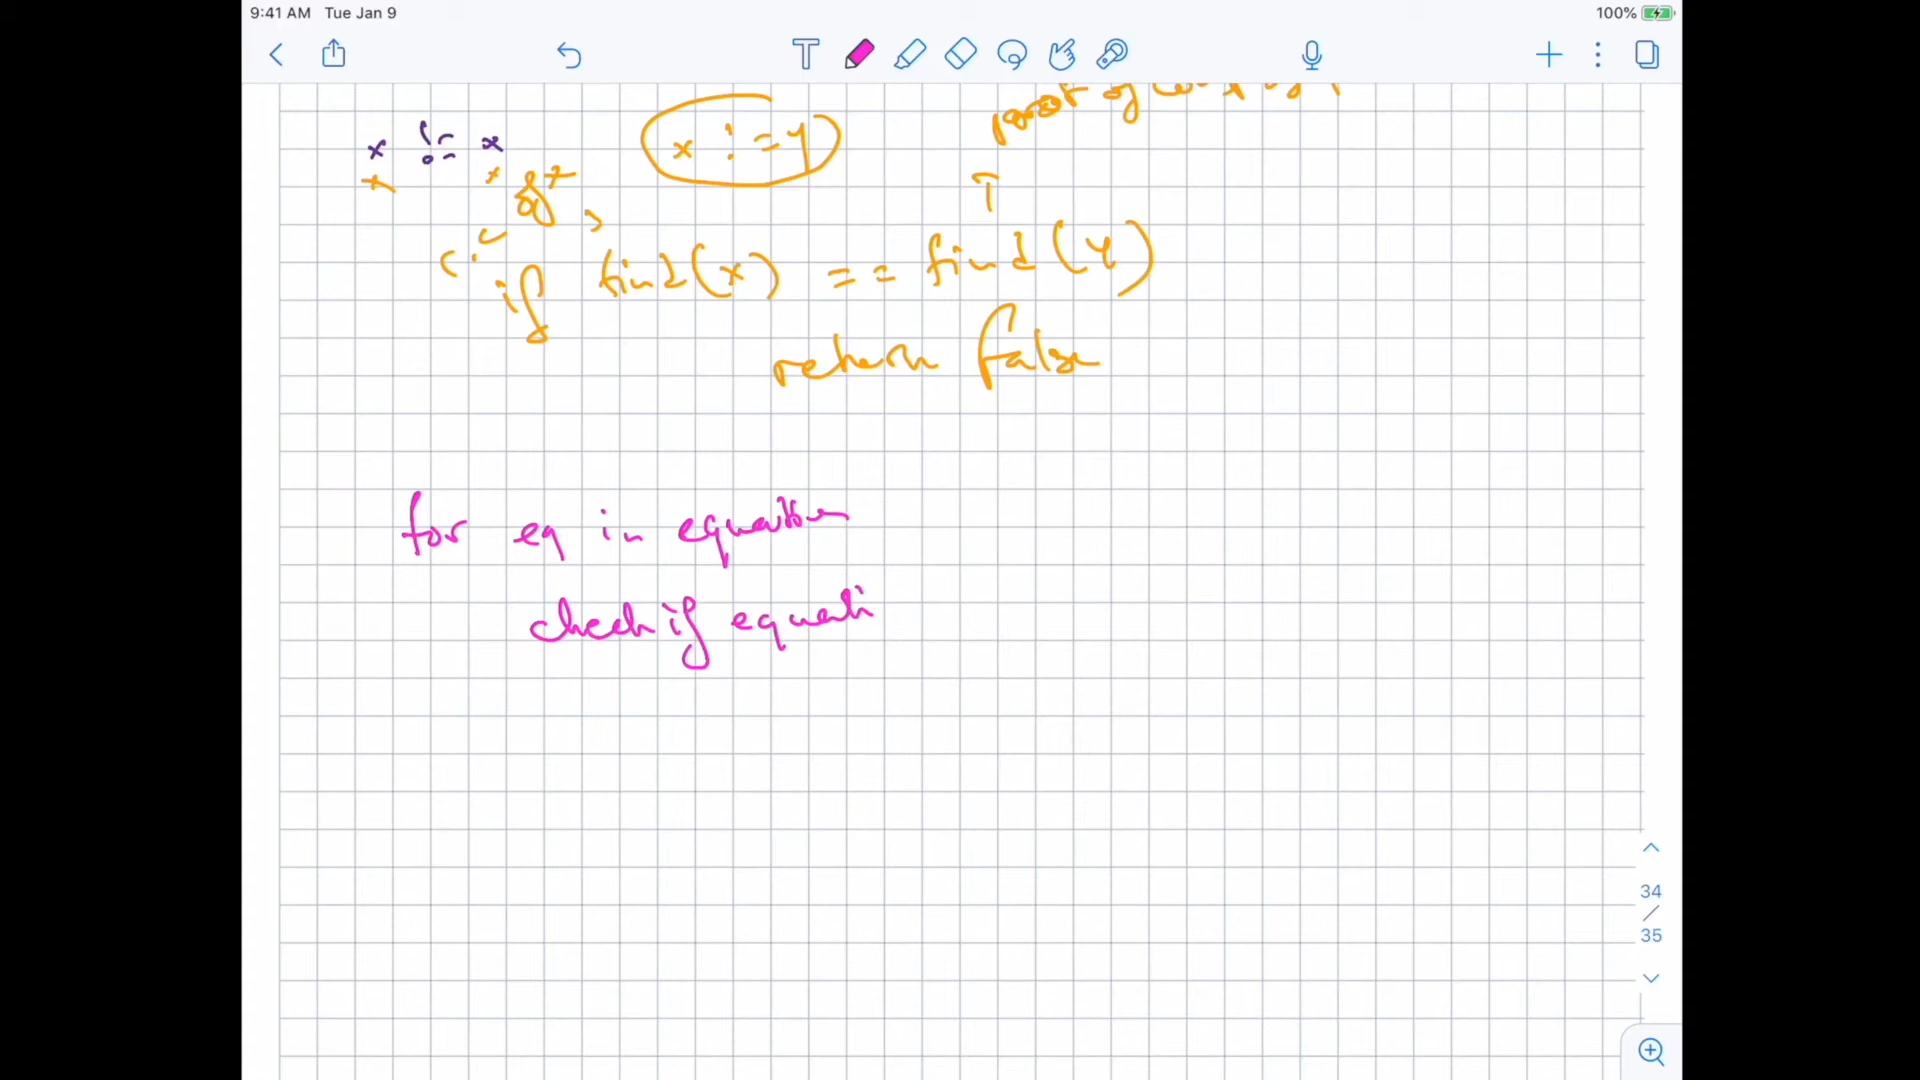 9:41 AM Tue Jan 9
100%
x != x
x != y
if find(x) == find(y)
return false
for eq in equation
check if equati
34
35